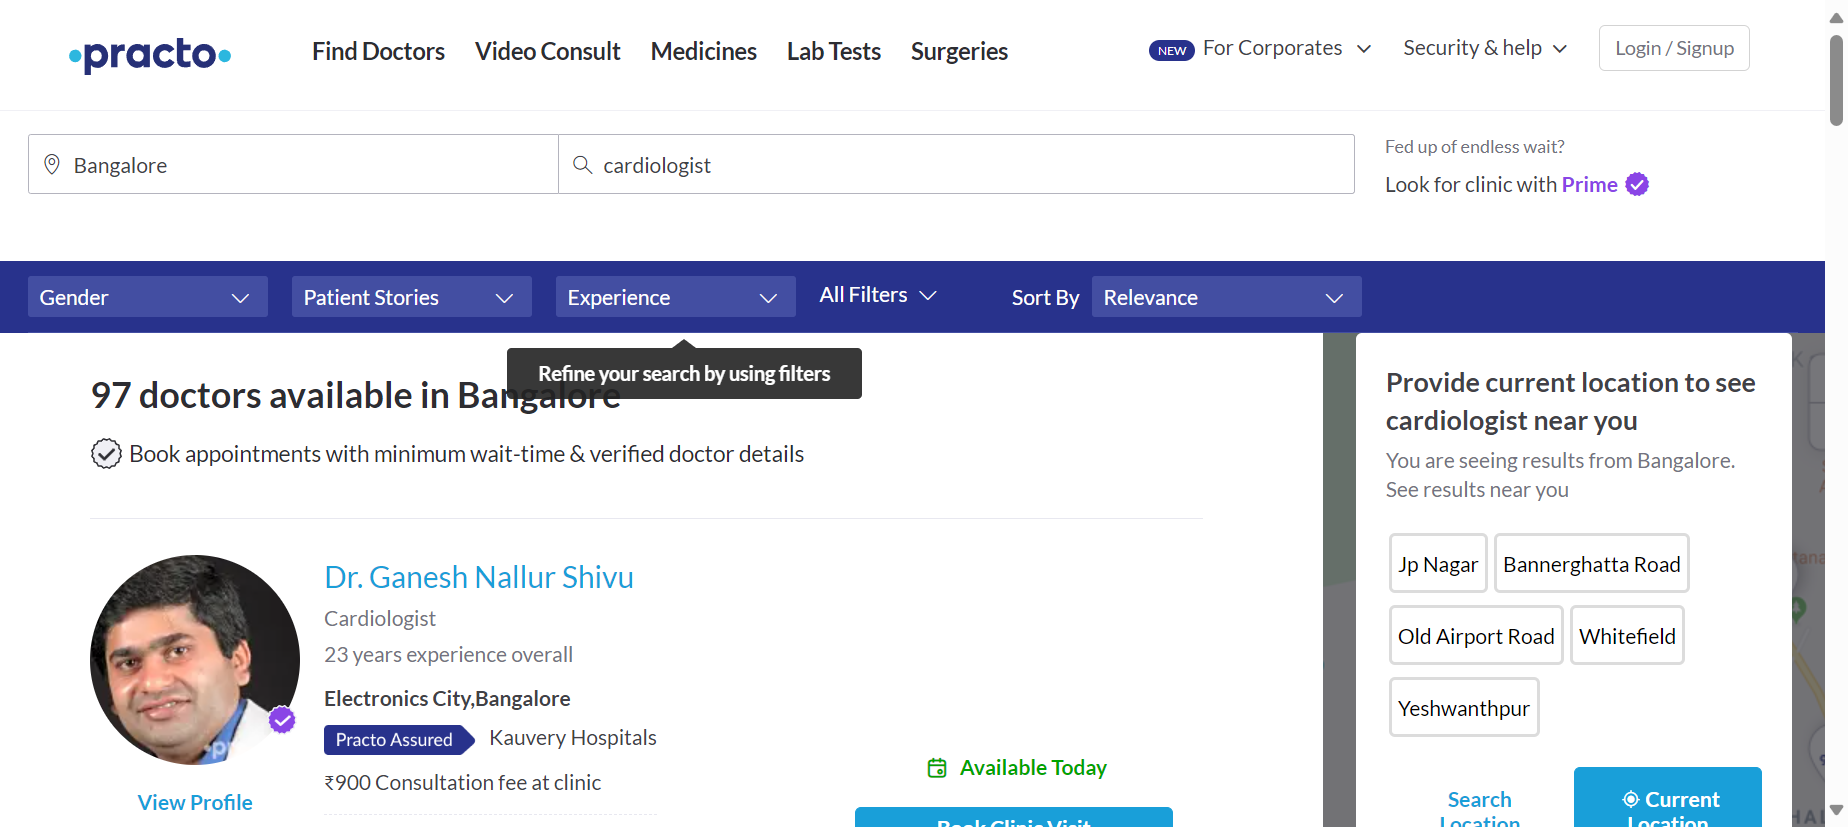 practo
Find Doctors
Video Consult
Medicines
Lab Tests
Surgeries
NEW For Corporates
Security & help
Login / Signup
Bangalore
cardiologist
Fed up of endless wait?
Look for clinic with Prime
Gender
Patient Stories
Experience
All Filters
Sort By
Relevance
Refine your search by using filters
97 doctors available in Bangalore
Book appointments with minimum wait-time & verified doctor details
Dr. Ganesh Nallur Shivu
Cardiologist
23 years experience overall
Electronics City,Bangalore
Practo Assured Kauvery Hospitals
₹900 Consultation fee at clinic
View Profile
Available Today
Book Clinic Visit
Provide current location to see
cardiologist near you
You are seeing results from Bangalore.
See results near you
Jp Nagar
Bannerghatta Road
Old Airport Road
Whitefield
Yeshwanthpur
Search
Location
Current
Location